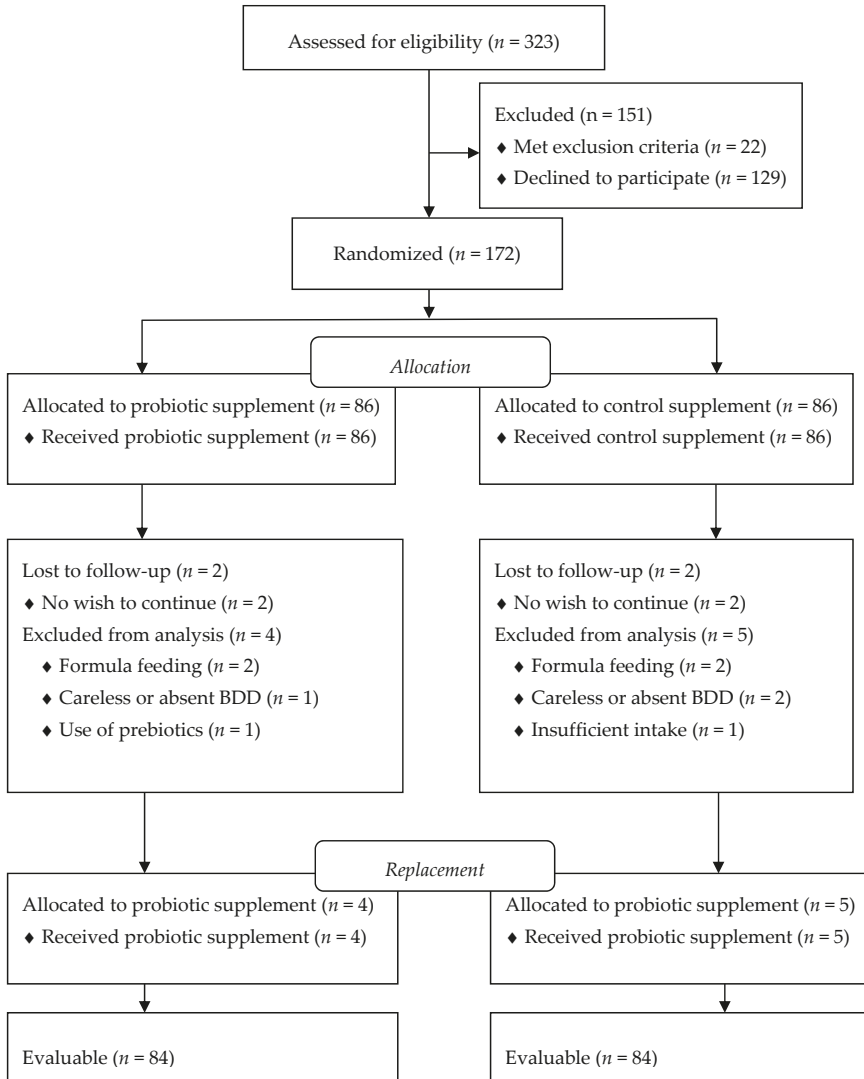 Assessed for eligibility (n = 323)
Excluded (n = 151)
♦ Met exclusion criteria (n = 22)
♦ Declined to participate (n = 129)
Randomized (n = 172)
Allocation
Allocated to probiotic supplement (n = 86)
♦ Received probiotic supplement (n = 86)
Allocated to control supplement (n = 86)
♦ Received control supplement (n = 86)
Lost to follow-up (n = 2)
♦ No wish to continue (n = 2)
Excluded from analysis (n = 4)
♦ Formula feeding (n = 2)
♦ Careless or absent BDD (n = 1)
♦ Use of prebiotics (n = 1)
Lost to follow-up (n = 2)
♦ No wish to continue (n = 2)
Excluded from analysis (n = 5)
♦ Formula feeding (n = 2)
♦ Careless or absent BDD (n = 2)
♦ Insufficient intake (n = 1)
Replacement
Allocated to probiotic supplement (n = 4)
♦ Received probiotic supplement (n = 4)
Allocated to probiotic supplement (n = 5)
♦ Received probiotic supplement (n = 5)
Evaluable (n = 84)
Evaluable (n = 84)